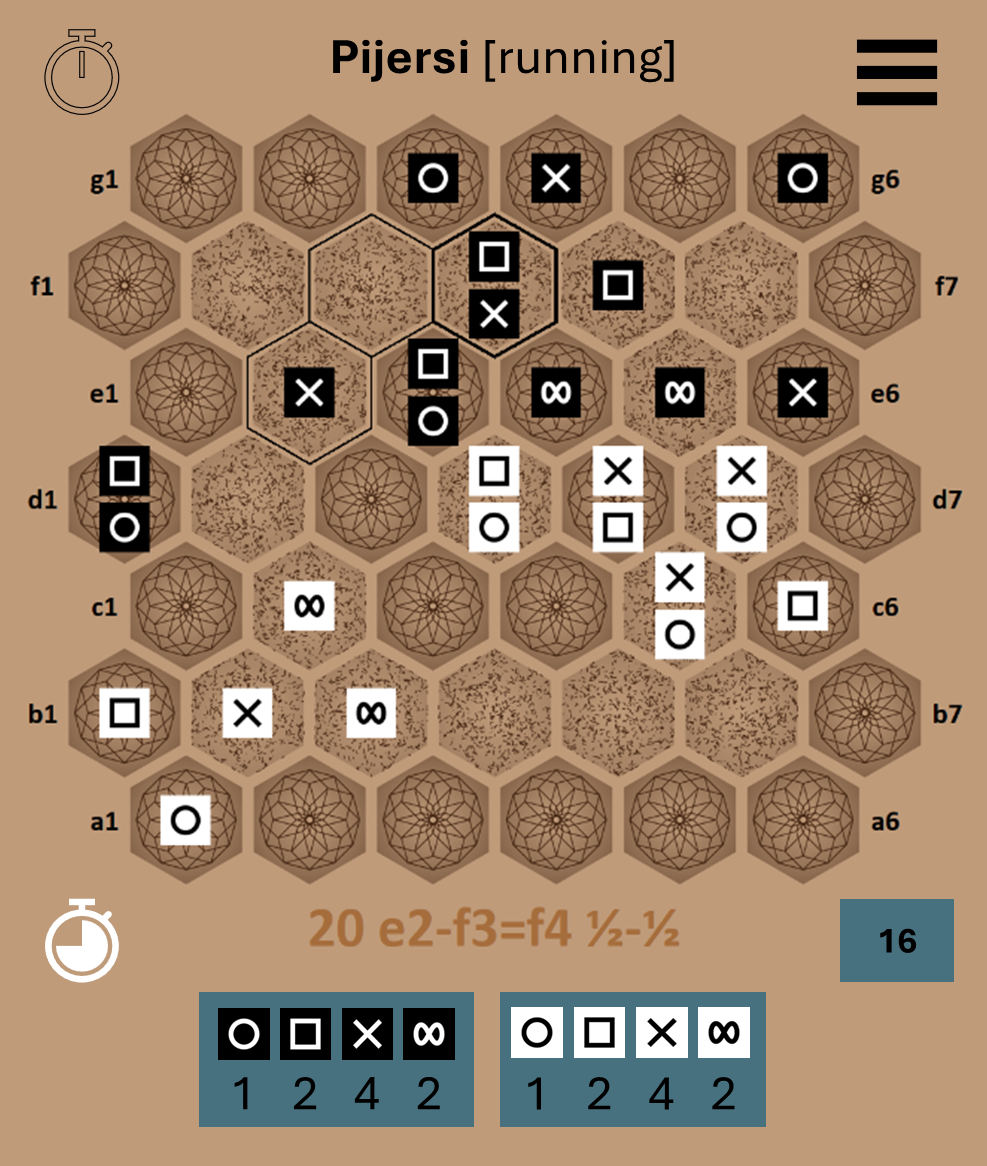 Pijersi [running]
g1 g6
f1 f7
e1 e6
d1 d7
c1 c6
b1 b7
a1 a6
20 e2-f3=f4 ½-½
16
1 2 4 2 1 2 4 2